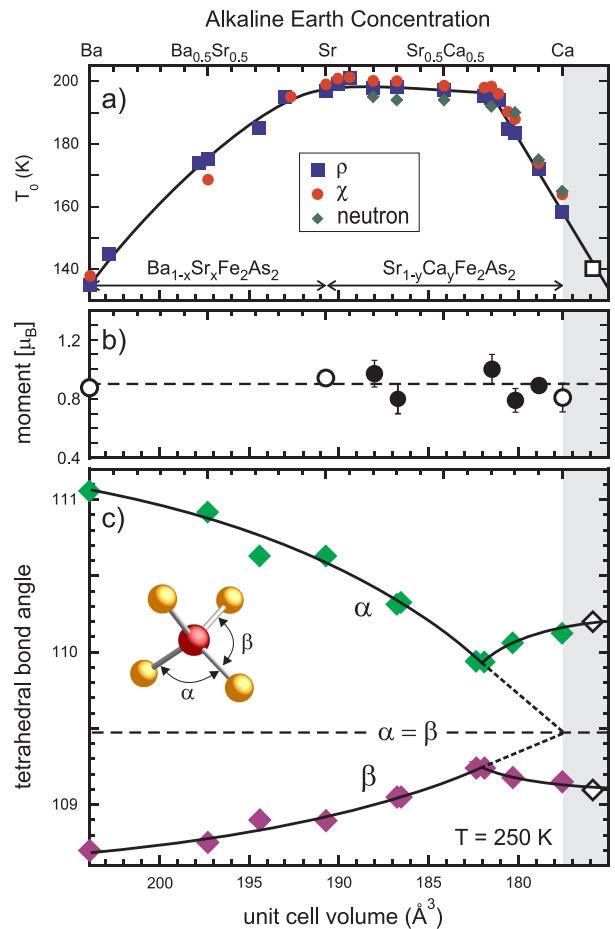 Alkaline Earth Concentration
Ba Ba0.5Sr0.5 Sr Sr0.5Ca0.5 Ca
a)
200
180
160
140
T0 (K)
ρ
χ
neutron
Ba1-xSrxFe2As2 Sr1-yCayFe2As2
b)
1.2
0.8
0.4
moment [μB]
c)
111
110
109
tetrahedral bond angle
α
β
α
α = β
β
T = 250 K
200 195 190 185 180
unit cell volume (Å3)